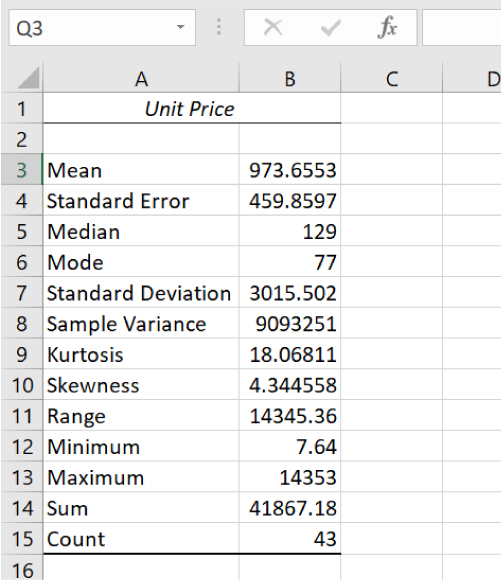 Q3 fx
A B C D
1 Unit Price
2
3 Mean 973.6553
4 Standard Error 459.8597
5 Median 129
6 Mode 77
7 Standard Deviation 3015.502
8 Sample Variance 9093251
9 Kurtosis 18.06811
10 Skewness 4.344558
11 Range 14345.36
12 Minimum 7.64
13 Maximum 14353
14 Sum 41867.18
15 Count 43
16